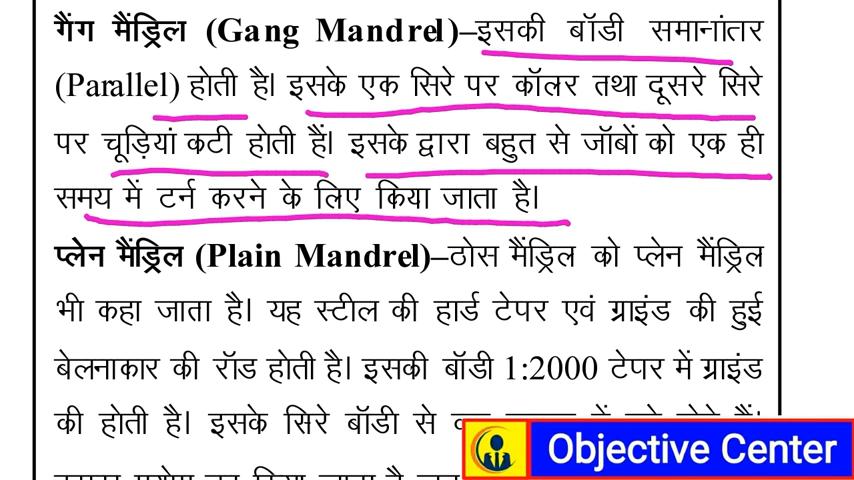 गैंग मैंड्रिल (Gang Mandrel)–इसकी बॉडी समानांतर
(Parallel) होती है। इसके एक सिरे पर कॉलर तथा दूसरे सिरे
पर चूड़ियां कटी होती हैं। इसके द्वारा बहुत से जॉबों को एक ही
समय में टर्न करने के लिए किया जाता है।
प्लेन मैंड्रिल (Plain Mandrel)–ठोस मैंड्रिल को प्लेन मैंड्रिल
भी कहा जाता है। यह स्टील की हार्ड टेपर एवं ग्राइंड की हुई
बेलनाकार की रॉड होती है। इसकी बॉडी 1:2000 टेपर में ग्राइंड
की होती है। इसके सिरे बॉडी से
Objective Center